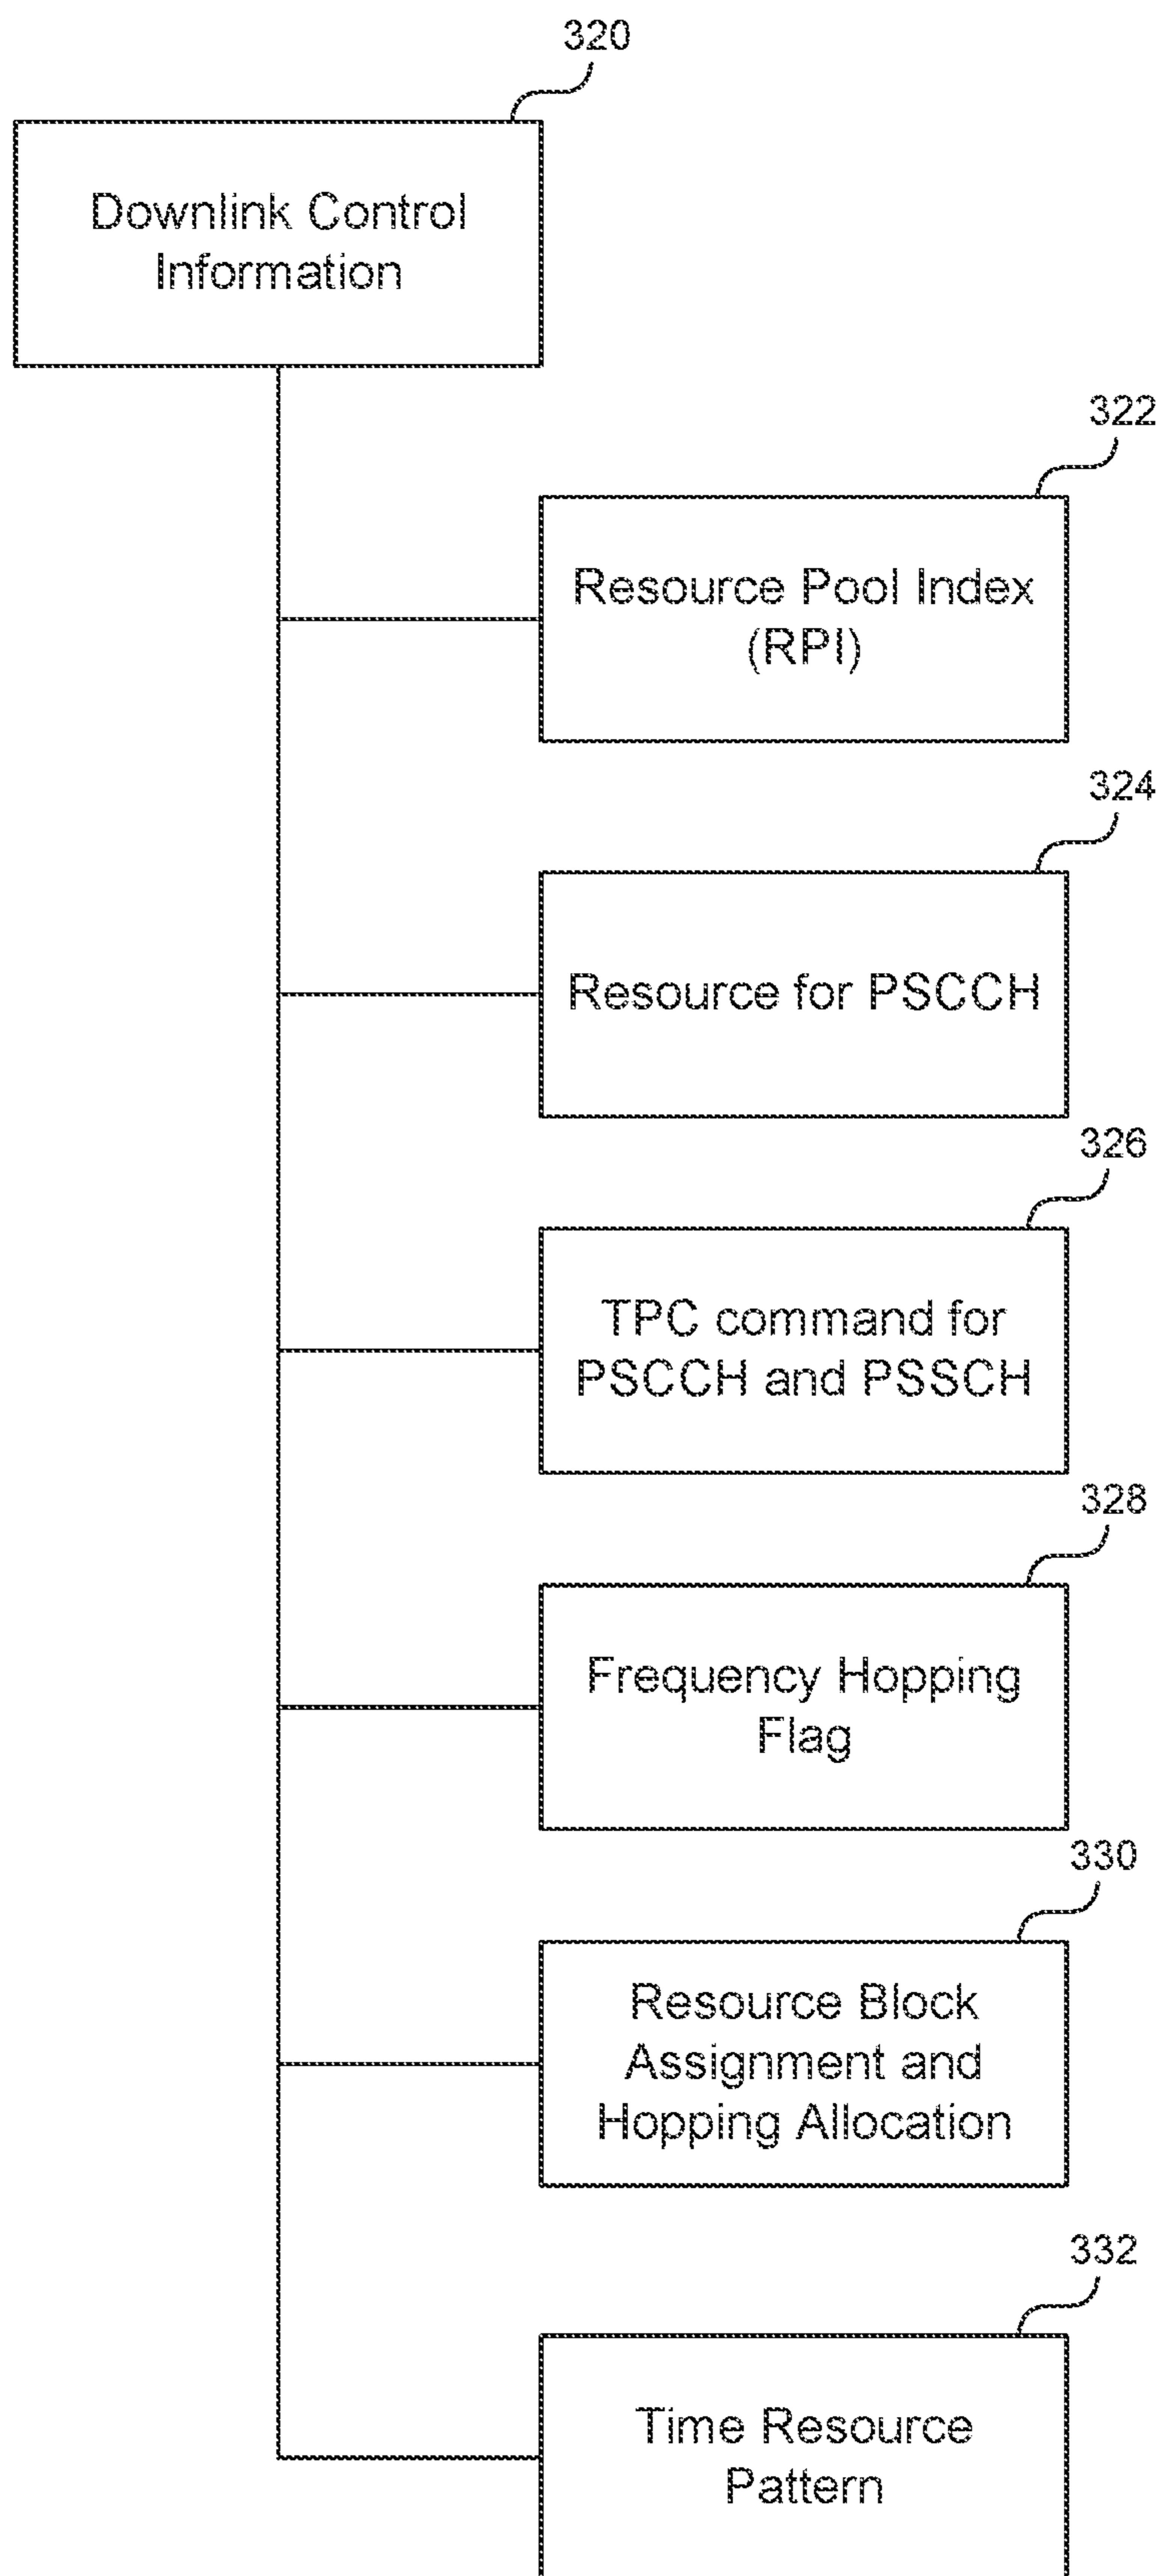 320
Downlink Control
Information
322
Resource Pool Index
(RPI)
324
Resource for PSCCH
326
TPC command for
PSCCH and PSSCH
328
Frequency Hopping
Flag
330
Resource Block
Assignment and
Hopping Allocation
332
Time Resource
Pattern